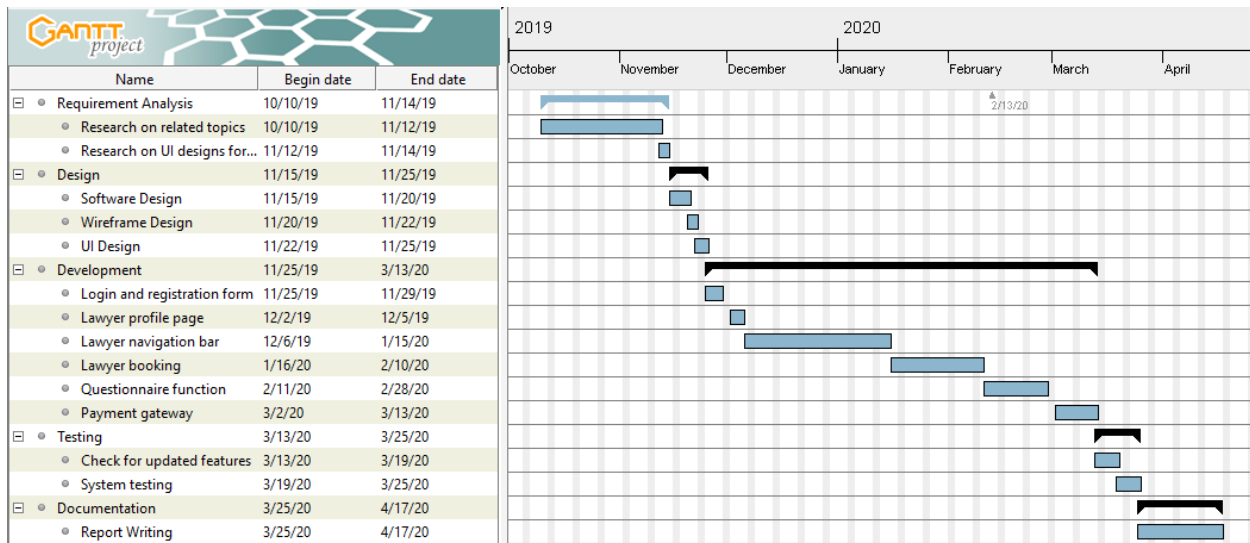 GANTT
project
2019 2020
Name Begin date End date
October November December January February March April
Requirement Analysis 10/10/19 11/14/19
2/13/20
Research on related topics 10/10/19 11/12/19
Research on UI designs for... 11/12/19 11/14/19
Design 11/15/19 11/25/19
Software Design 11/15/19 11/20/19
Wireframe Design 11/20/19 11/22/19
UI Design 11/22/19 11/25/19
Development 11/25/19 3/13/20
Login and registration form 11/25/19 11/29/19
Lawyer profile page 12/2/19 12/5/19
Lawyer navigation bar 12/6/19 1/15/20
Lawyer booking 1/16/20 2/10/20
Questionnaire function 2/11/20 2/28/20
Payment gateway 3/2/20 3/13/20
Testing 3/13/20 3/25/20
Check for updated features 3/13/20 3/19/20
System testing 3/19/20 3/25/20
Documentation 3/25/20 4/17/20
Report Writing 3/25/20 4/17/20